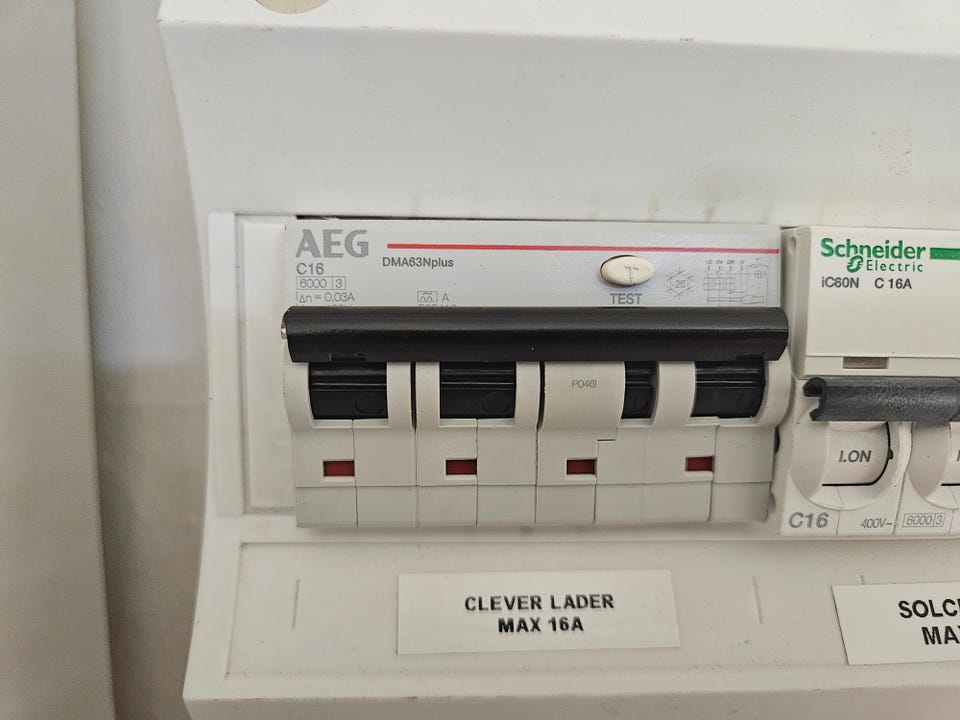 AEG
C16
6000 3
DMA63Nplus
Δn = 0,03A
A
T
TEST
-25
P046I
Schneider
Electric
iC60N C 16A
I.ON
C16
400V~
6000 3
CLEVER LADER
MAX 16A